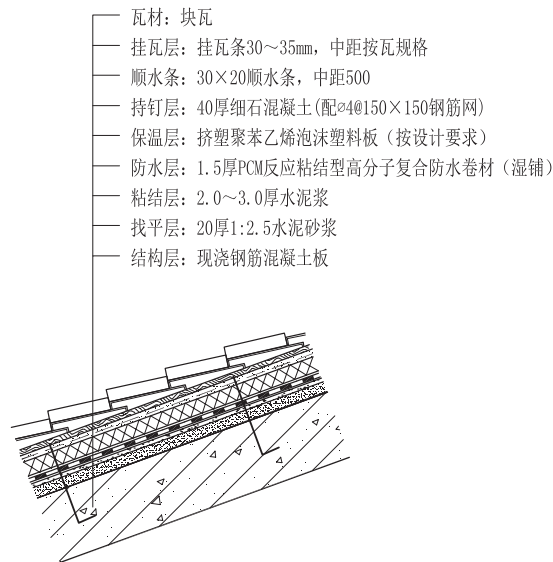 瓦材：块瓦
挂瓦层：挂瓦条30～35mm，中距按瓦规格
顺水条：30×20顺水条，中距500
持钉层：40厚细石混凝土(配∅4@150×150钢筋网)
保温层：挤塑聚苯乙烯泡沫塑料板（按设计要求）
防水层：1.5厚PCM反应粘结型高分子复合防水卷材（湿铺）
粘结层：2.0～3.0厚水泥浆
找平层：20厚1:2.5水泥砂浆
结构层：现浇钢筋混凝土板